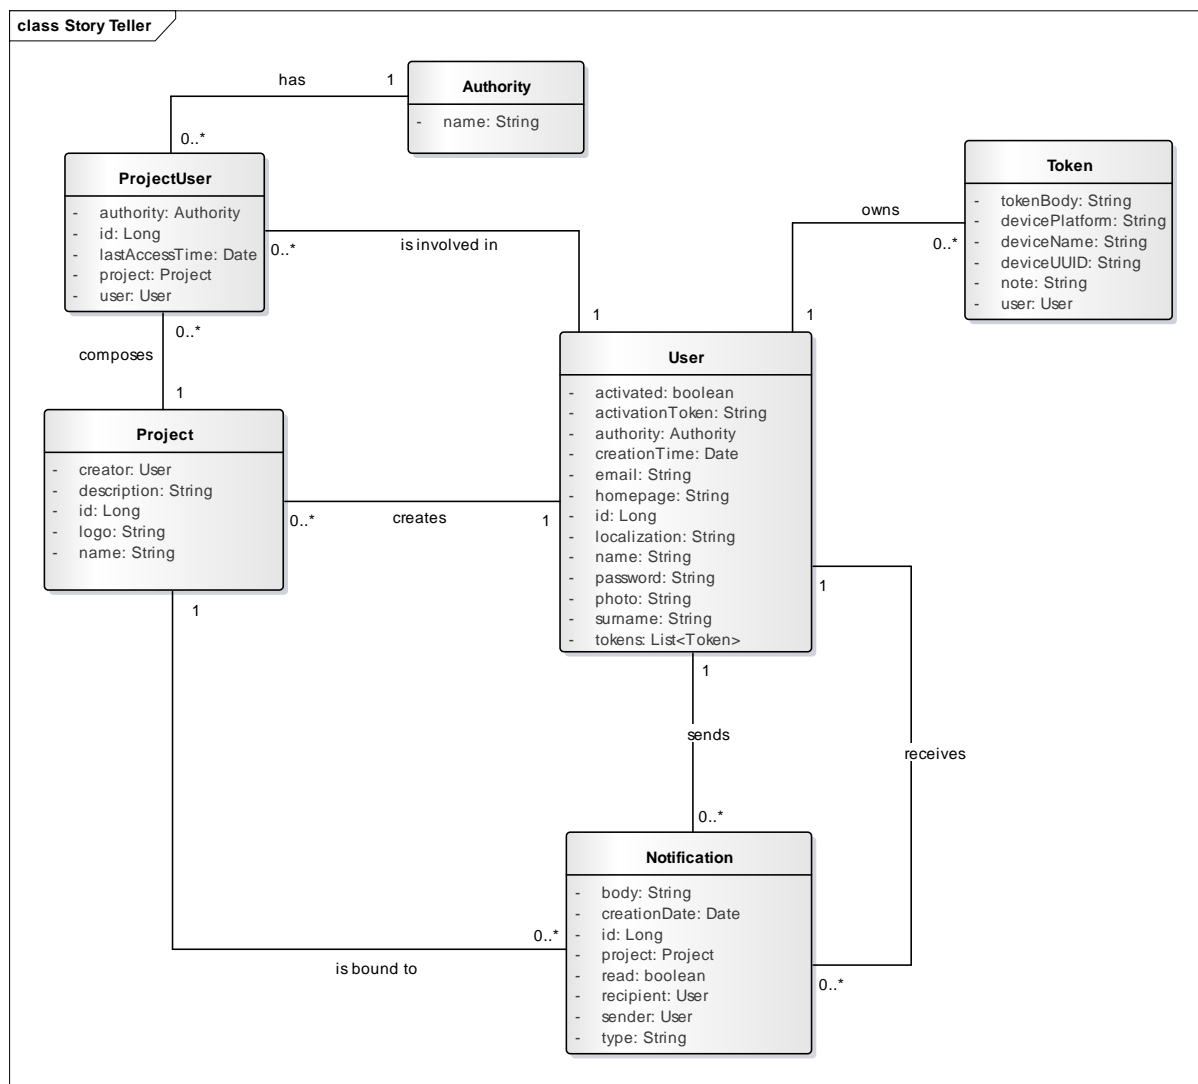 class Story Teller
has
1
0..*
Authority
- name: String
ProjectUser
- authority: Authority
- id: Long
- lastAccessTime: Date
- project: Project
- user: User
0..*
is involved in
1
Token
- tokenBody: String
- devicePlatform: String
- deviceName: String
- deviceUUID: String
- note: String
- user: User
owns
0..*
1
0..*
composes
1
User
- activated: boolean
- activationToken: String
- authority: Authority
- creationTime: Date
- email: String
- homepage: String
- id: Long
- localization: String
- name: String
- password: String
- photo: String
- surname: String
- tokens: List<Token>
Project
- creator: User
- description: String
- id: Long
- logo: String
- name: String
0..*
creates
1
1
1
1
sends
receives
0..*
Notification
- body: String
- creationDate: Date
- id: Long
- project: Project
- read: boolean
- recipient: User
- sender: User
- type: String
0..*
is bound to
0..*